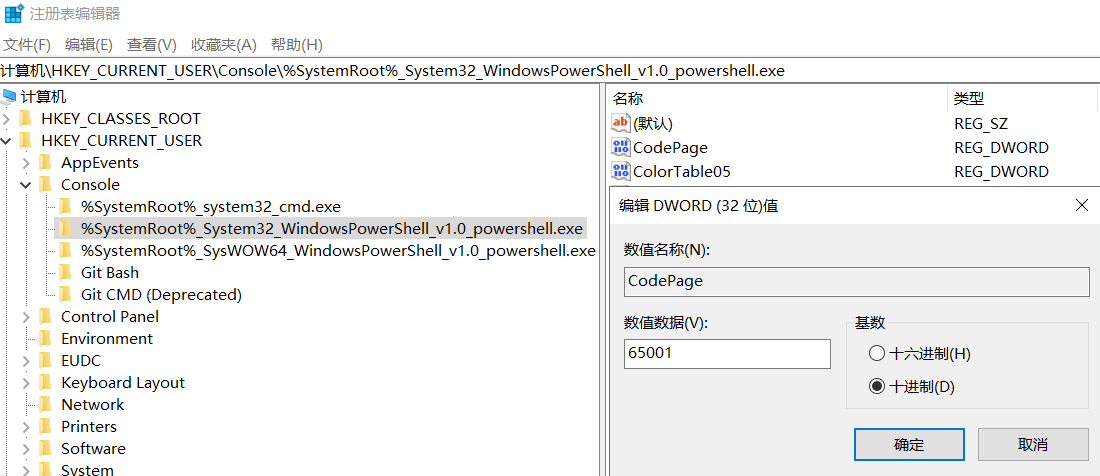 注册表编辑器
文件(F) 编辑(E) 查看(V) 收藏夹(A) 帮助(H)
计算机\HKEY_CURRENT_USER\Console\%SystemRoot%_System32_WindowsPowerShell_v1.0_powershell.exe
计算机
HKEY_CLASSES_ROOT
HKEY_CURRENT_USER
AppEvents
Console
%SystemRoot%_system32_cmd.exe
%SystemRoot%_System32_WindowsPowerShell_v1.0_powershell.exe
%SystemRoot%_SysWOW64_WindowsPowerShell_v1.0_powershell.exe
Git Bash
Git CMD (Deprecated)
Control Panel
Environment
EUDC
Keyboard Layout
Network
Printers
Software
System
名称 类型
ab (默认) REG_SZ
CodePage REG_DWORD
ColorTable05 REG_DWORD
编辑 DWORD (32 位)值
数值名称(N):
CodePage
数值数据(V):
65001
基数
十六进制(H)
十进制(D)
确定 取消